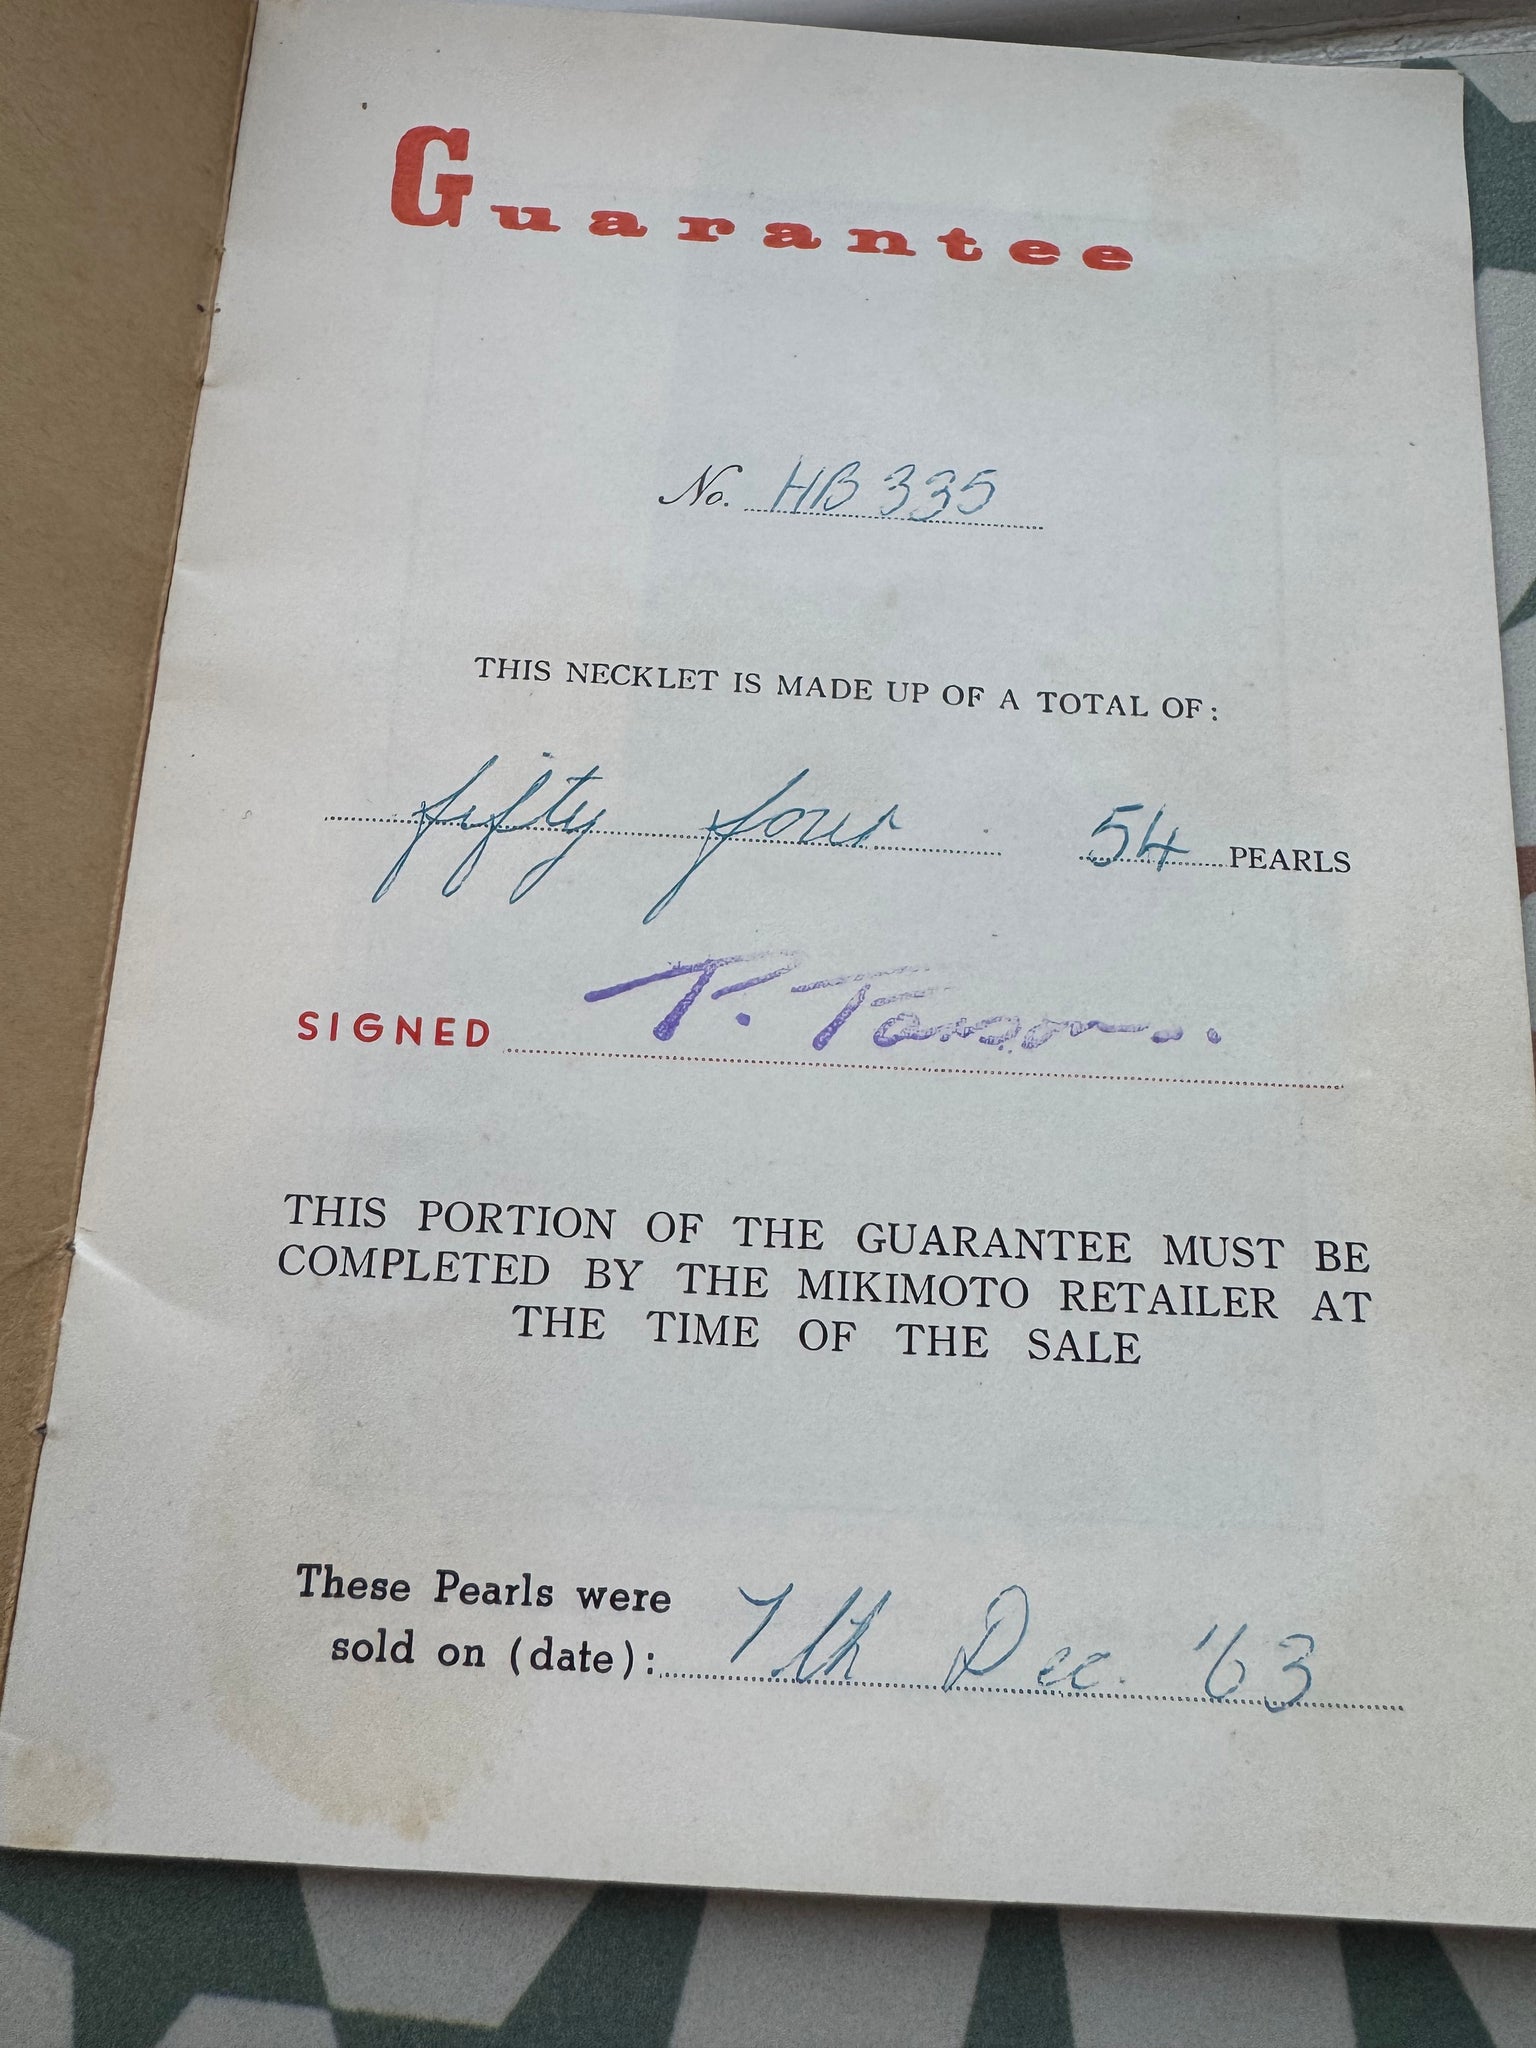 Guarantee
No. HB 335
THIS NECKLET IS MADE UP OF A TOTAL OF:
fifty four 54 PEARLS
SIGNED T.
THIS PORTION OF THE GUARANTEE MUST BE
COMPLETED BY THE MIKIMOTO RETAILER AT
THE TIME OF THE SALE
These Pearls were
sold on (date): 7th Dec. '63